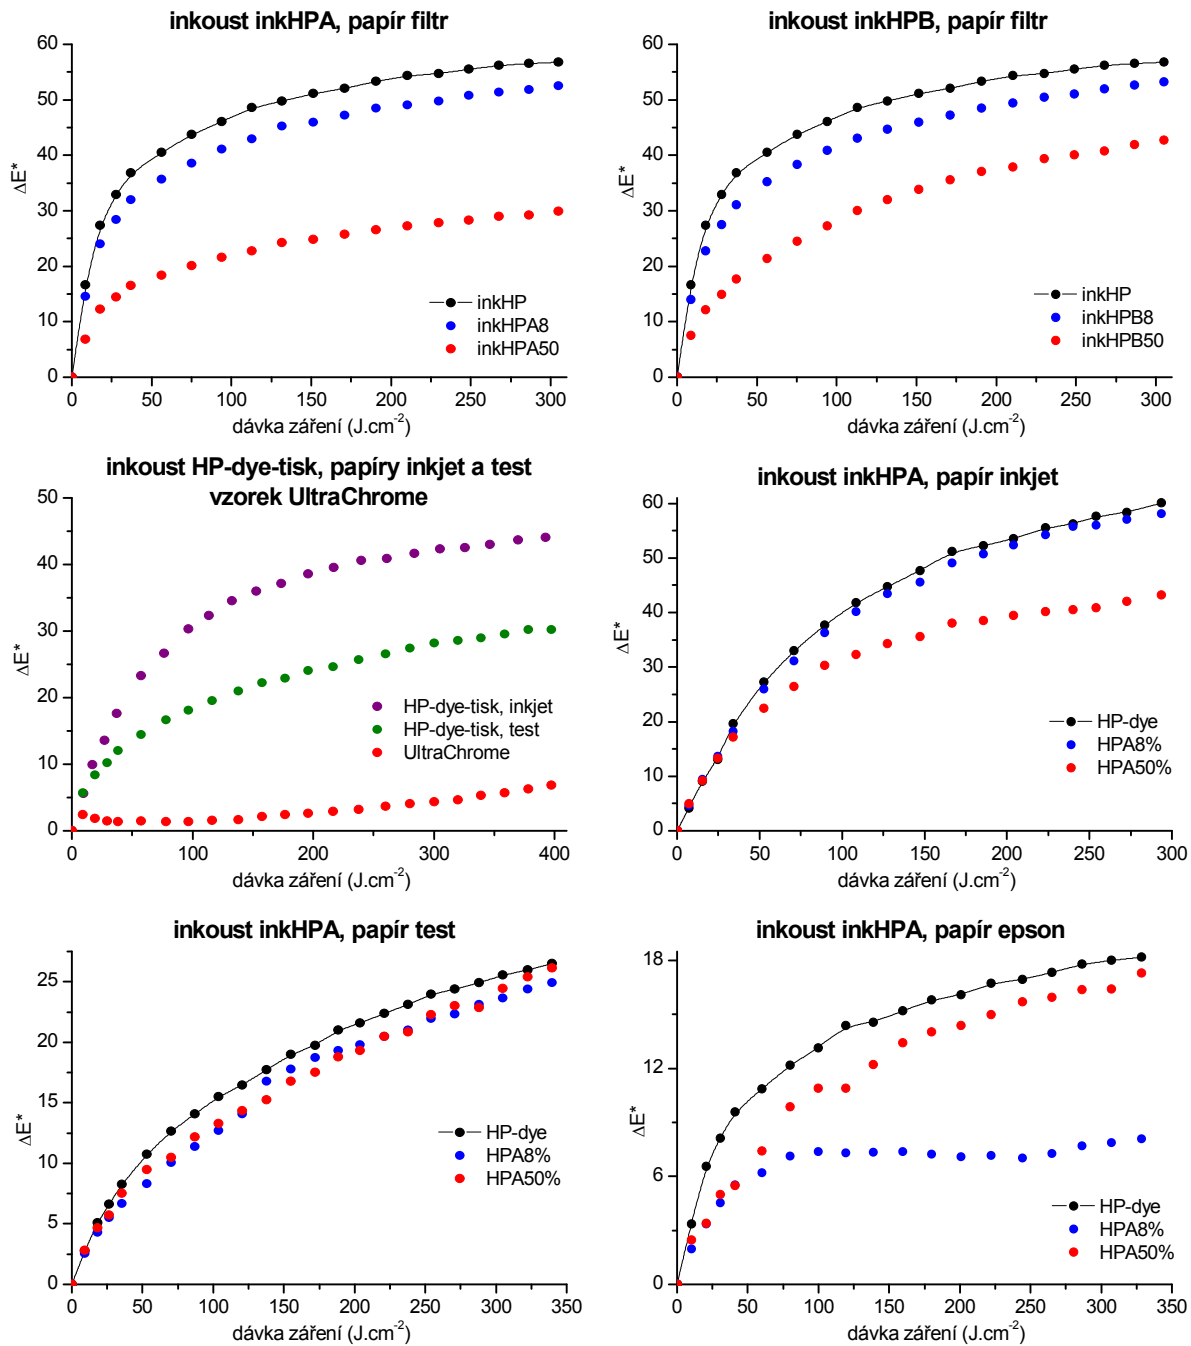 inkoust inkHPA, papír filtr
60
50
40
30
20
10
0
ΔE*
inkHP
inkHPA8
inkHPA50
0 50 100 150 200 250 300
dávka záření (J.cm⁻²)
inkoust inkHPB, papír filtr
60
50
40
30
20
10
0
ΔE*
inkHP
inkHPB8
inkHPB50
0 50 100 150 200 250 300
dávka záření (J.cm⁻²)
inkoust HP-dye-tisk, papíry inkjet a test
vzorek UltraChrome
50
40
30
20
10
0
ΔE*
HP-dye-tisk, inkjet
HP-dye-tisk, test
UltraChrome
0 100 200 300 400
dávka záření (J.cm⁻²)
inkoust inkHPA, papír inkjet
60
50
40
30
20
10
0
ΔE*
HP-dye
HPA8%
HPA50%
0 50 100 150 200 250 300
dávka záření (J.cm⁻²)
inkoust inkHPA, papír test
25
20
15
10
5
0
ΔE*
HP-dye
HPA8%
HPA50%
0 50 100 150 200 250 300 350
dávka záření (J.cm⁻²)
inkoust inkHPA, papír epson
18
12
6
0
ΔE*
HP-dye
HPA8%
HPA50%
0 50 100 150 200 250 300 350
dávka záření (J.cm⁻²)